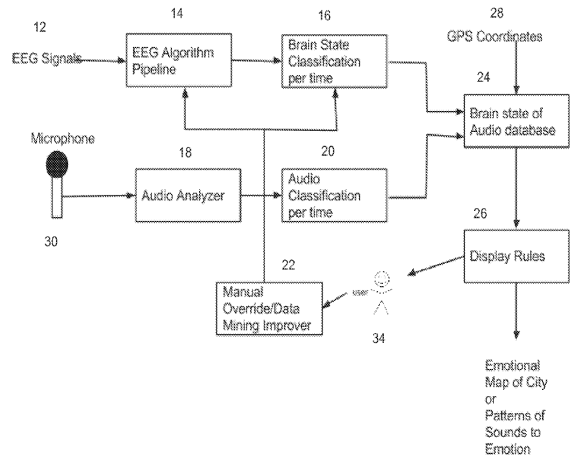 12
14
16
28
EEG Signals
EEG Algorithm
Pipeline
Brain State
Classification
per time
GPS Coordinates
24
Brain state of
Audio database
Microphone
18
20
Audio Analyzer
Audio
Classification
per time
30
26
Display Rules
22
Manual
Override/Data
Mining Improver
user
34
Emotional
Map of City
or
Patterns of
Sounds to
Emotion